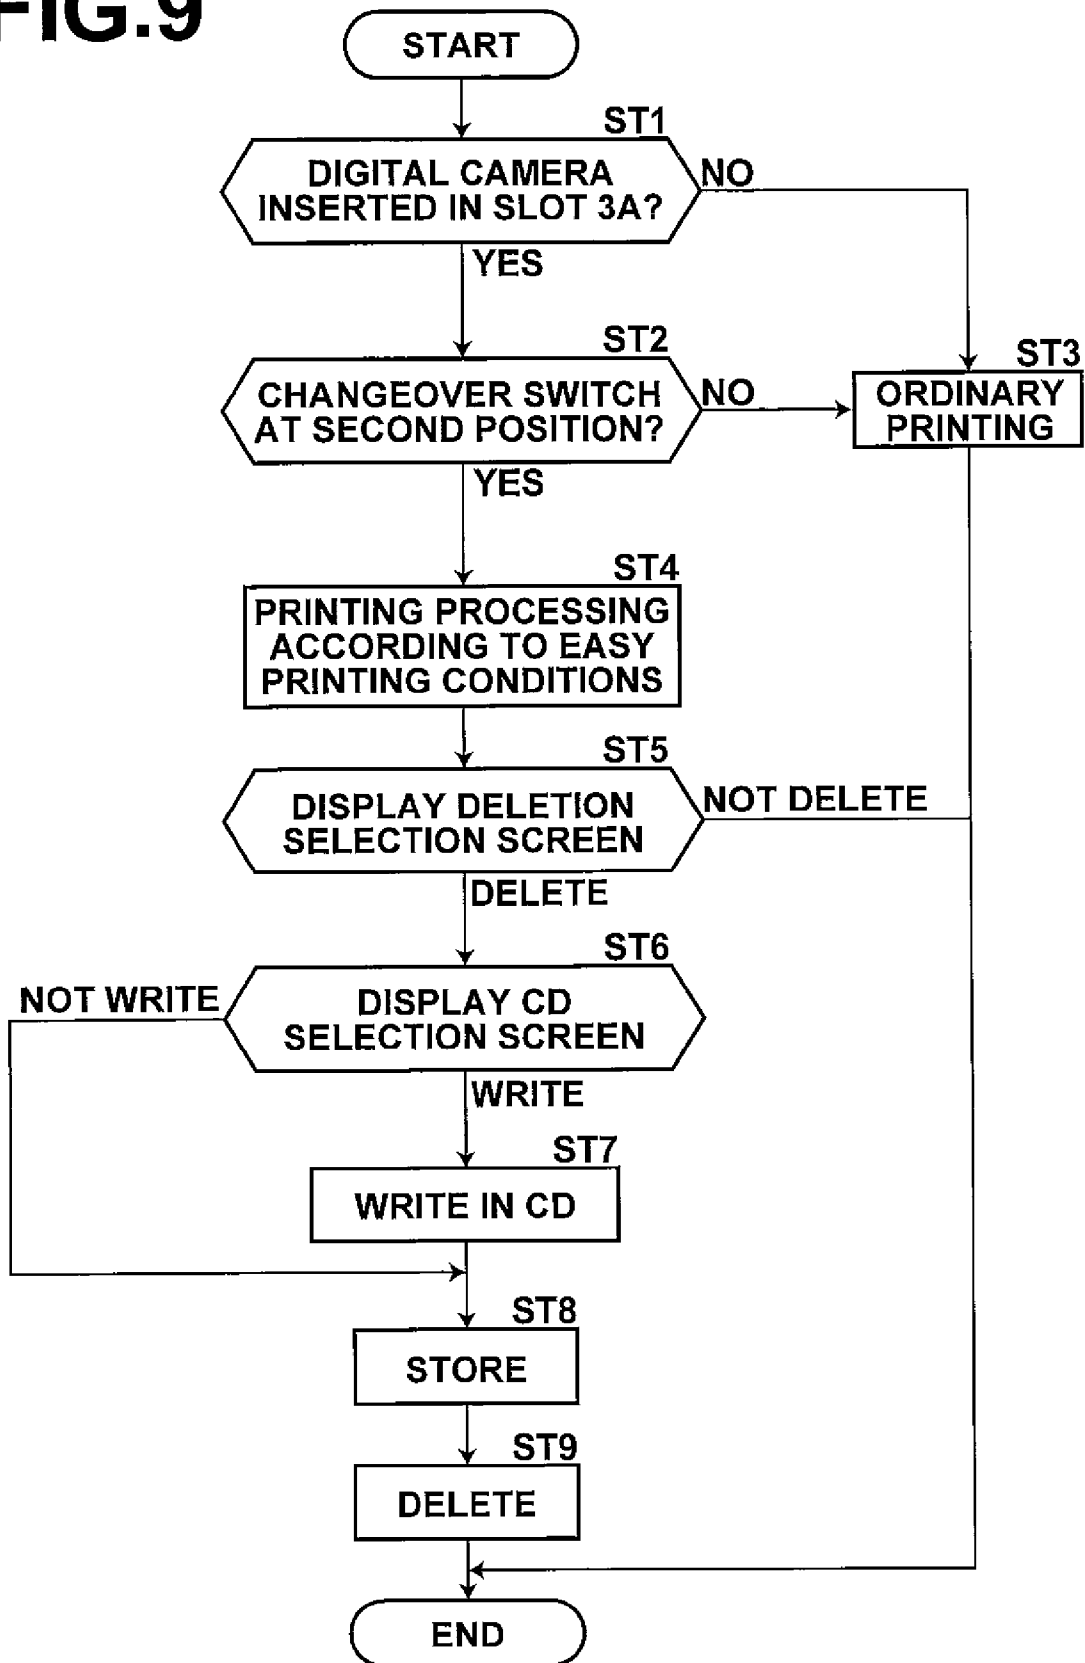 FIG.9
START
ST1
DIGITAL CAMERA
INSERTED IN SLOT 3A?
NO
YES
ST2
CHANGEOVER SWITCH
AT SECOND POSITION?
NO
YES
ST3
ORDINARY
PRINTING
ST4
PRINTING PROCESSING
ACCORDING TO EASY
PRINTING CONDITIONS
ST5
DISPLAY DELETION
SELECTION SCREEN
NOT DELETE
DELETE
ST6
DISPLAY CD
SELECTION SCREEN
NOT WRITE
WRITE
ST7
WRITE IN CD
ST8
STORE
ST9
DELETE
END